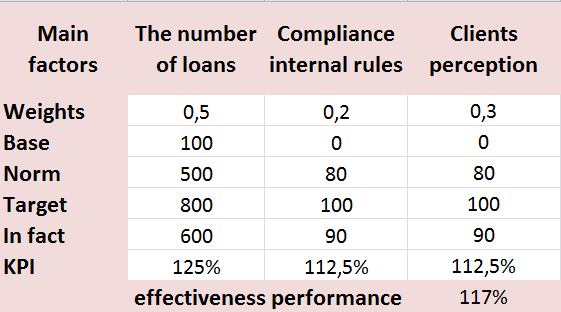 Main factors The number of loans Compliance internal rules Clients perception
Weights 0,5 0,2 0,3
Base 100 0 0
Norm 500 80 80
Target 800 100 100
In fact 600 90 90
KPI 125% 112,5% 112,5%
effectiveness performance 117%